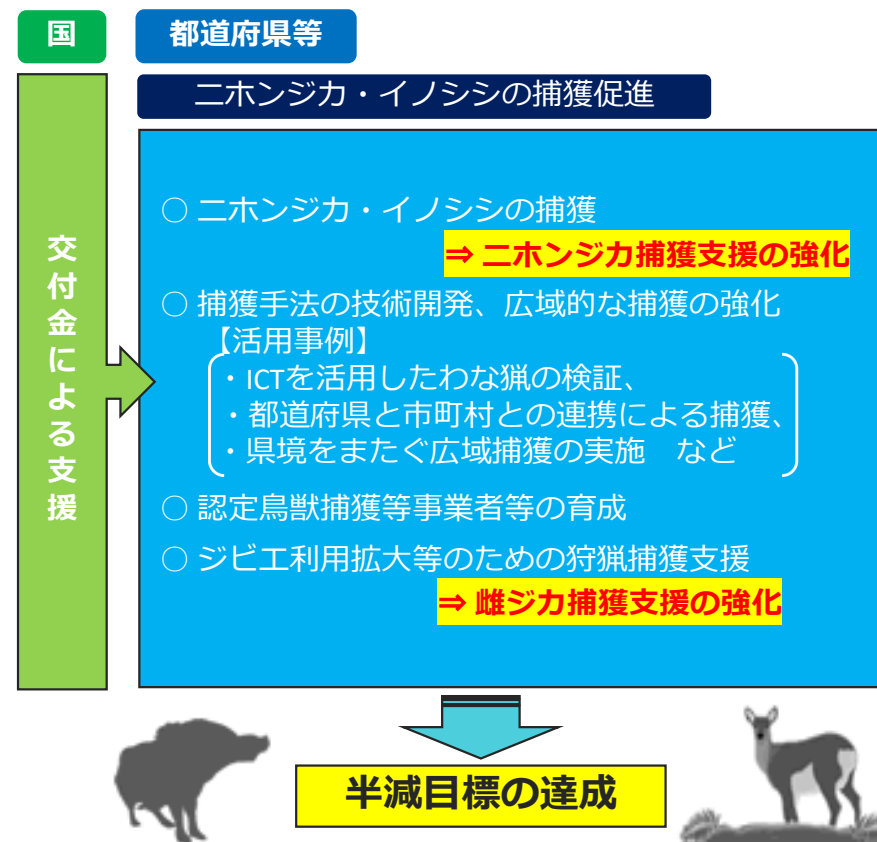 国
都道府県等
ニホンジカ・イノシシの捕獲促進
交付金による支援
○ ニホンジカ・イノシシの捕獲
⇒ ニホンジカ捕獲支援の強化
○ 捕獲手法の技術開発、広域的な捕獲の強化
【活用事例】
・ICTを活用したわな猟の検証、
・都道府県と市町村との連携による捕獲、
・県境をまたぐ広域捕獲の実施　など
○ 認定鳥獣捕獲等事業者等の育成
○ ジビエ利用拡大等のための狩猟捕獲支援
⇒ 雌ジカ捕獲支援の強化
半減目標の達成